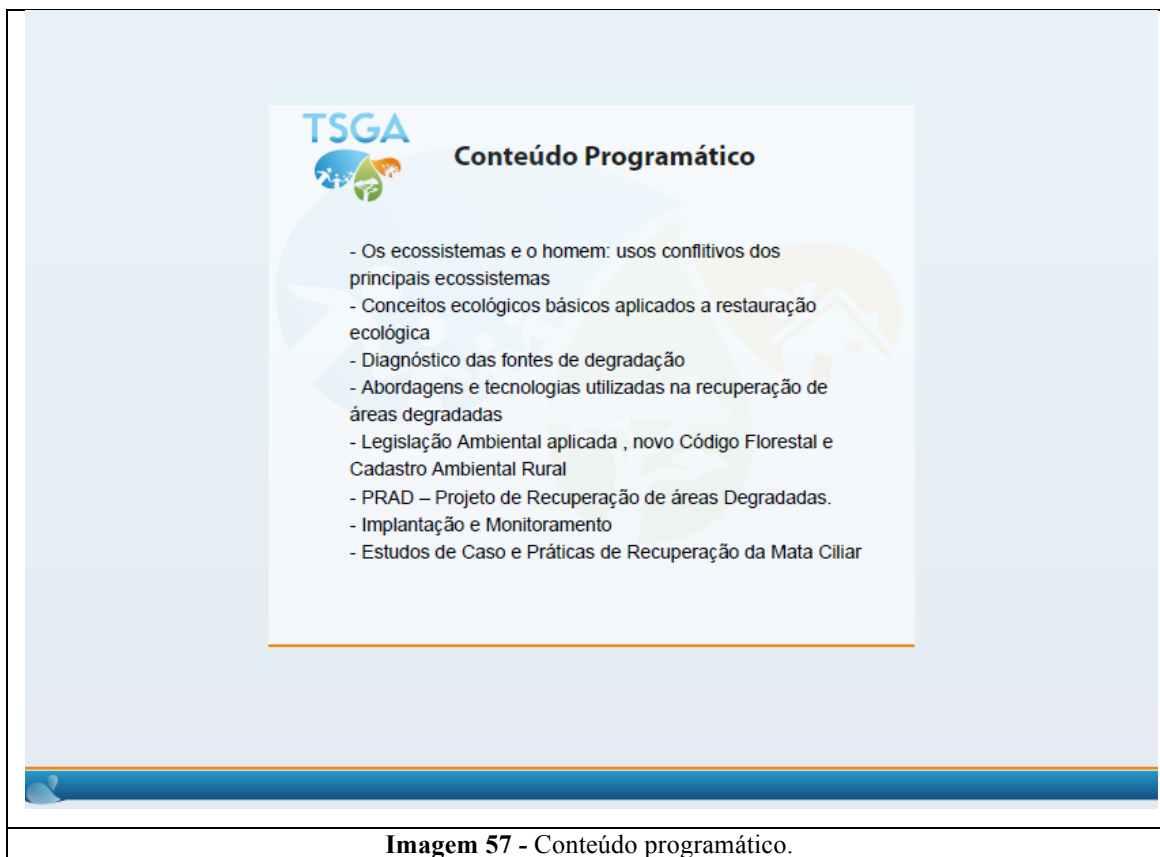 TSGA
Conteúdo Programático
- Os ecossistemas e o homem: usos conflitivos dos
principais ecossistemas
- Conceitos ecológicos básicos aplicados a restauração
ecológica
- Diagnóstico das fontes de degradação
- Abordagens e tecnologias utilizadas na recuperação de
áreas degradadas
- Legislação Ambiental aplicada , novo Código Florestal e
Cadastro Ambiental Rural
- PRAD – Projeto de Recuperação de áreas Degradadas.
- Implantação e Monitoramento
- Estudos de Caso e Práticas de Recuperação da Mata Ciliar
Imagem 57 - Conteúdo programático.